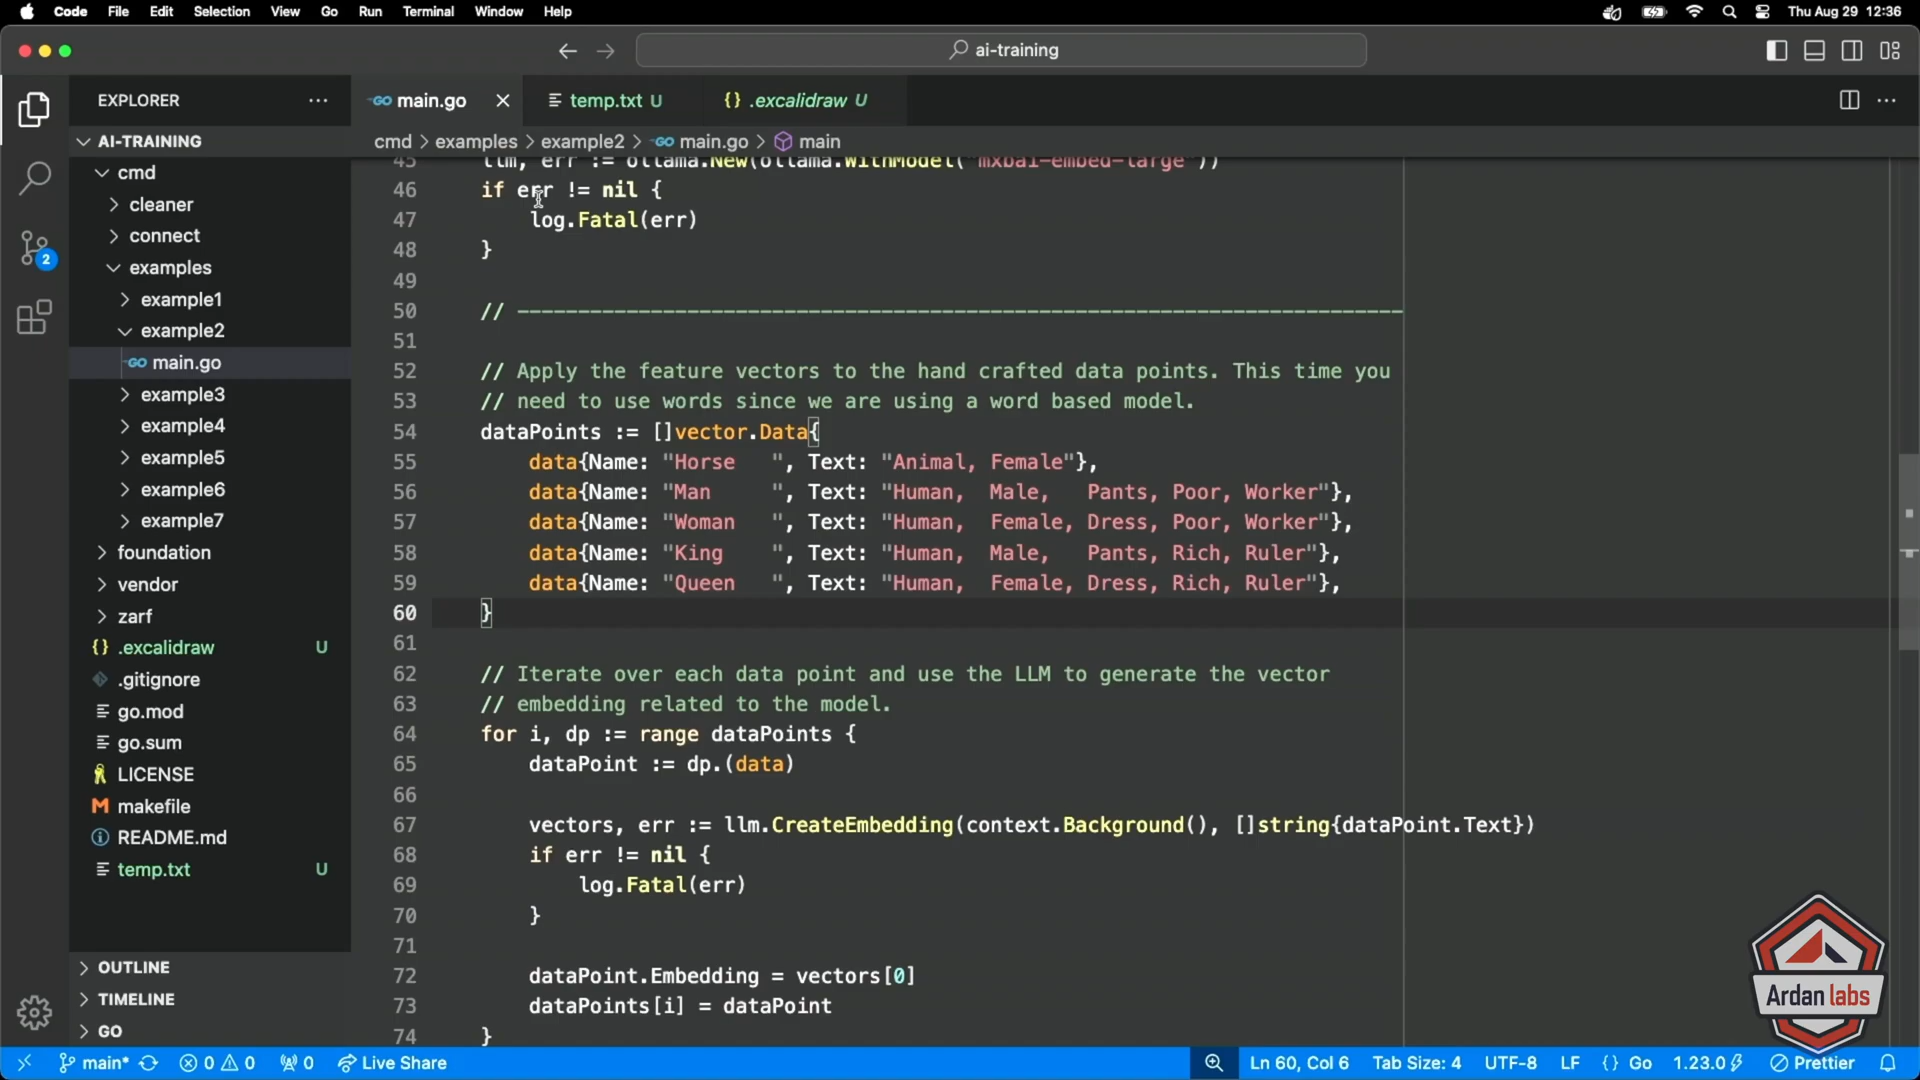 Code File Edit Selection View Go Run Terminal Window Help Thu Aug 29 12:36
ai-training
EXPLORER
main.go
temp.txt U
{} .excalidraw U
AI-TRAINING
cmd > examples > example2 > main.go > main
cmd
cleaner
connect
examples
example1
example2
main.go
example3
example4
example5
example6
example7
foundation
vendor
zarf
{} .excalidraw U
.gitignore
go.mod
go.sum
LICENSE
makefile
README.md
temp.txt U
OUTLINE
TIMELINE
GO
2
45 llm, err := ollama.New(ollama.WithModel("mxbai-embed-large"))
46 if err != nil {
47 log.Fatal(err)
48 }
49
50 // --------------------------------------------------------------------------
51
52 // Apply the feature vectors to the hand crafted data points. This time you
53 // need to use words since we are using a word based model.
54 dataPoints := []vector.Data{
55 data{Name: "Horse   ", Text: "Animal, Female"},
56 data{Name: "Man     ", Text: "Human,  Male,   Pants, Poor, Worker"},
57 data{Name: "Woman   ", Text: "Human,  Female, Dress, Poor, Worker"},
58 data{Name: "King    ", Text: "Human,  Male,   Pants, Rich, Ruler"},
59 data{Name: "Queen   ", Text: "Human,  Female, Dress, Rich, Ruler"},
60 }
61
62 // Iterate over each data point and use the LLM to generate the vector
63 // embedding related to the model.
64 for i, dp := range dataPoints {
65 dataPoint := dp.(data)
66
67 vectors, err := llm.CreateEmbedding(context.Background(), []string{dataPoint.Text})
68 if err != nil {
69 log.Fatal(err)
70 }
71
72 dataPoint.Embedding = vectors[0]
73 dataPoints[i] = dataPoint
74 }
Ardan labs
main* 0 0 0 Live Share Ln 60, Col 6 Tab Size: 4 UTF-8 LF {} Go 1.23.0 Prettier